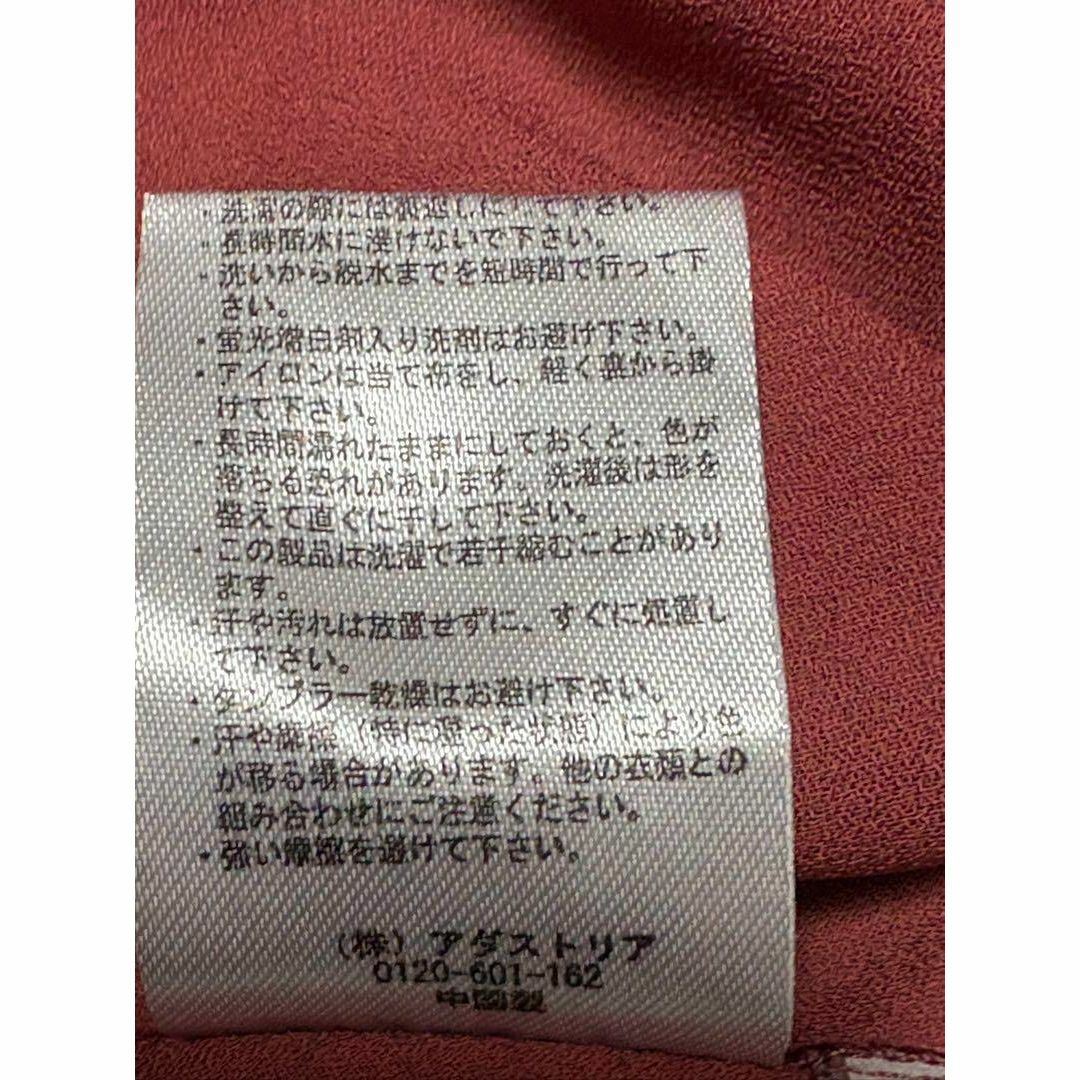 ・洗濯の際には裏返しにして下さい。
・長時間水に浸けないで下さい。
・洗いから脱水までを短時間で行って下
さい。
・蛍光増白剤入り洗剤はお避け下さい。
・アイロンは当て布をし、軽く裏から掛
けて下さい。
・長時間濡れたままにしておくと、色が
落ちる恐れがあります。洗濯後は形を
整えて直ぐに干して下さい。
・この製品は洗濯で若干縮むことがあり
ます。
・汗や汚れは放置せずに、すぐに処置し
て下さい。
・タンブラー乾燥はお避け下さい。
・汗や摩擦（特に湿った状態）により色
が移る場合があります。他の衣類との
組み合わせにご注意ください。
・強い摩擦を避けて下さい。
（株）アダストリア
0120-601-162
中国製